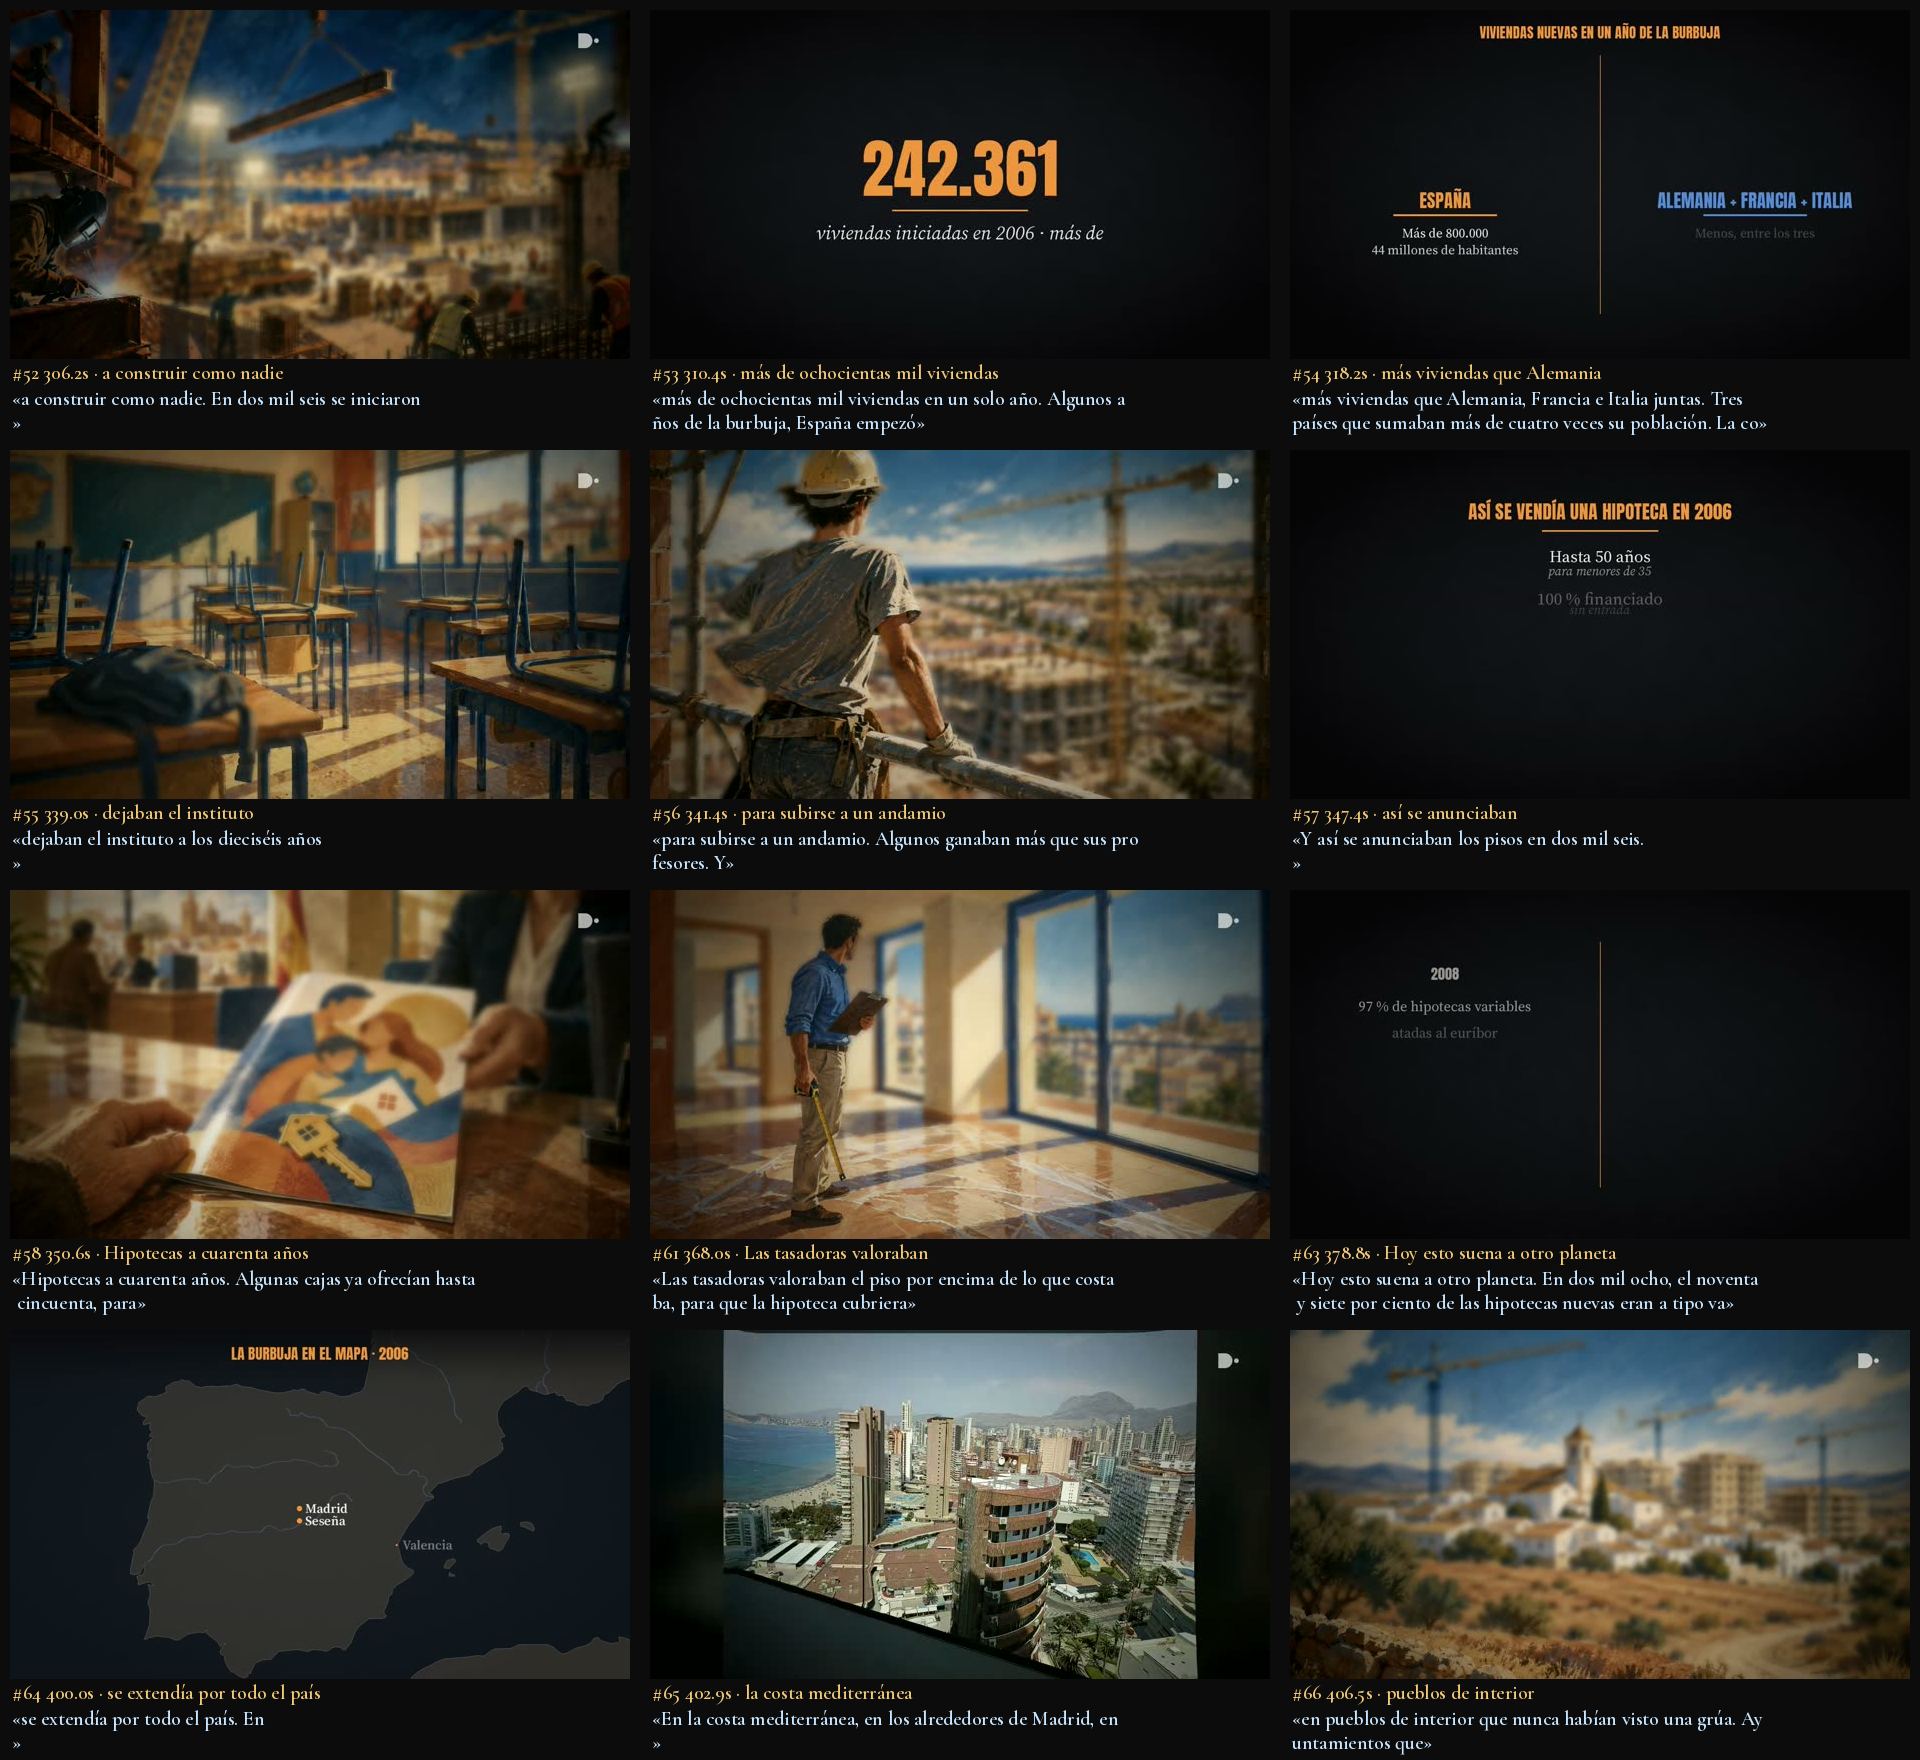 242.361
viviendas iniciadas en 2006 · más de
VIVIENDAS NUEVAS EN UN AÑO DE LA BURBUJA
ESPAÑA
Más de 800.000
44 millones de habitantes
ALEMANIA + FRANCIA + ITALIA
Menos, entre los tres
#52 306.2s · a construir como nadie
«a construir como nadie. En dos mil seis se iniciaron
»
#53 310.4s · más de ochocientas mil viviendas
«más de ochocientas mil viviendas en un solo año. Algunos a
ños de la burbuja, España empezó»
#54 318.2s · más viviendas que Alemania
«más viviendas que Alemania, Francia e Italia juntas. Tres
países que sumaban más de cuatro veces su población. La co»
ASÍ SE VENDÍA UNA HIPOTECA EN 2006
Hasta 50 años
para menores de 35
100 % financiado
sin entrada
#55 339.0s · dejaban el instituto
«dejaban el instituto a los dieciséis años
»
#56 341.4s · para subirse a un andamio
«para subirse a un andamio. Algunos ganaban más que sus pro
fesores. Y»
#57 347.4s · así se anunciaban
«Y así se anunciaban los pisos en dos mil seis.
»
2008
97 % de hipotecas variables
atadas al euríbor
#58 350.6s · Hipotecas a cuarenta años
«Hipotecas a cuarenta años. Algunas cajas ya ofrecían hasta
cincuenta, para»
#61 368.0s · Las tasadoras valoraban
«Las tasadoras valoraban el piso por encima de lo que costa
ba, para que la hipoteca cubriera»
#63 378.8s · Hoy esto suena a otro planeta
«Hoy esto suena a otro planeta. En dos mil ocho, el noventa
y siete por ciento de las hipotecas nuevas eran a tipo va»
LA BURBUJA EN EL MAPA · 2006
Madrid
Seseña
Valencia
#64 400.0s · se extendía por todo el país
«se extendía por todo el país. En
»
#65 402.9s · la costa mediterránea
«En la costa mediterránea, en los alrededores de Madrid, en
»
#66 406.5s · pueblos de interior
«en pueblos de interior que nunca habían visto una grúa. Ay
untamientos que»